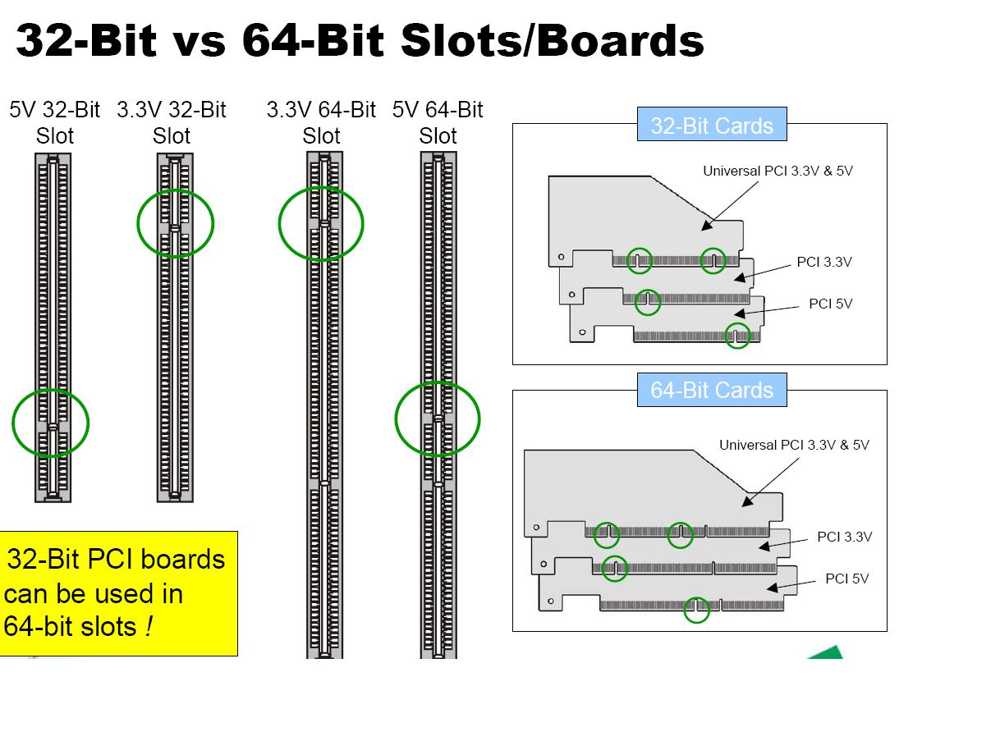 32-Bit vs 64-Bit Slots/Boards
5V 32-Bit
Slot
3.3V 32-Bit
Slot
3.3V 64-Bit
Slot
5V 64-Bit
Slot
32-Bit Cards
Universal PCI 3.3V & 5V
PCI 3.3V
PCI 5V
64-Bit Cards
Universal PCI 3.3V & 5V
PCI 3.3V
PCI 5V
32-Bit PCI boards
can be used in
64-bit slots !